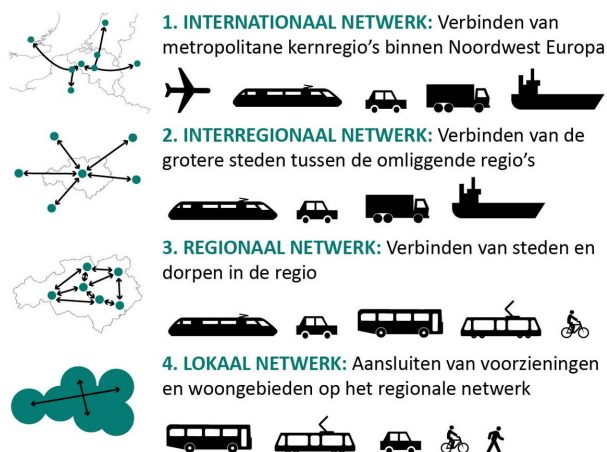 1. INTERNATIONAAL NETWERK: Verbinden van
metropolitane kernregio’s binnen Noordwest Europa
2. INTERREGIONAAL NETWERK: Verbinden van de
grotere steden tussen de omliggende regio’s
3. REGIONAAL NETWERK: Verbinden van steden en
dorpen in de regio
4. LOKAAL NETWERK: Aansluiten van voorzieningen
en woongebieden op het regionale netwerk